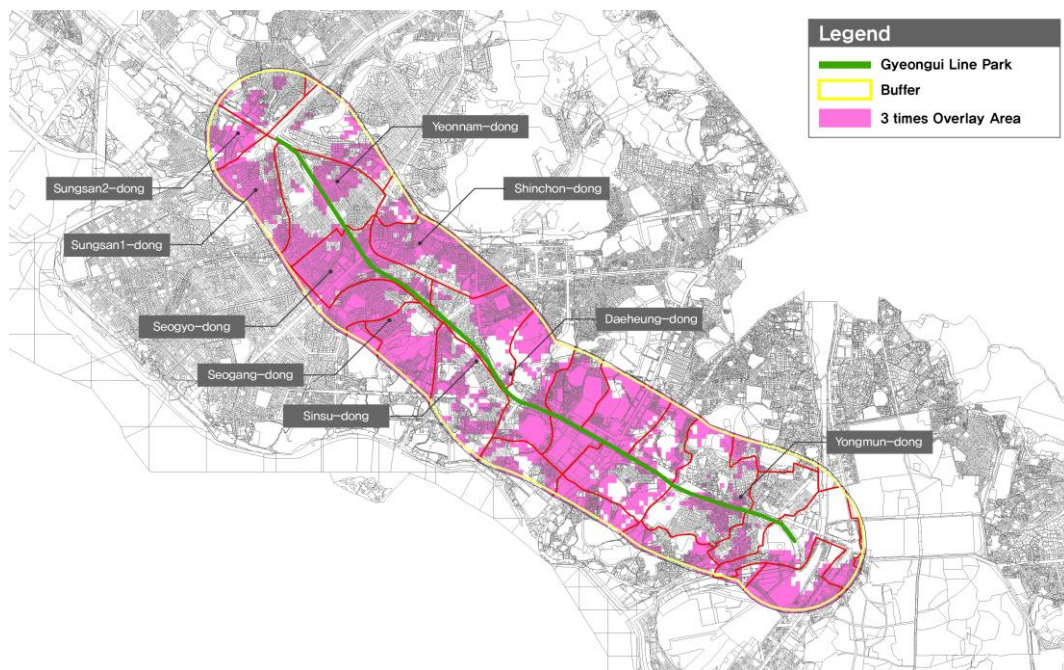 Legend
Gyeongui Line Park
Buffer
3 times Overlay Area
Yeonnam-dong
Sungsan2-dong
Shinchon-dong
Sungsan1-dong
Seogyo-dong
Daeheung-dong
Seogang-dong
Sinsu-dong
Yongmun-dong